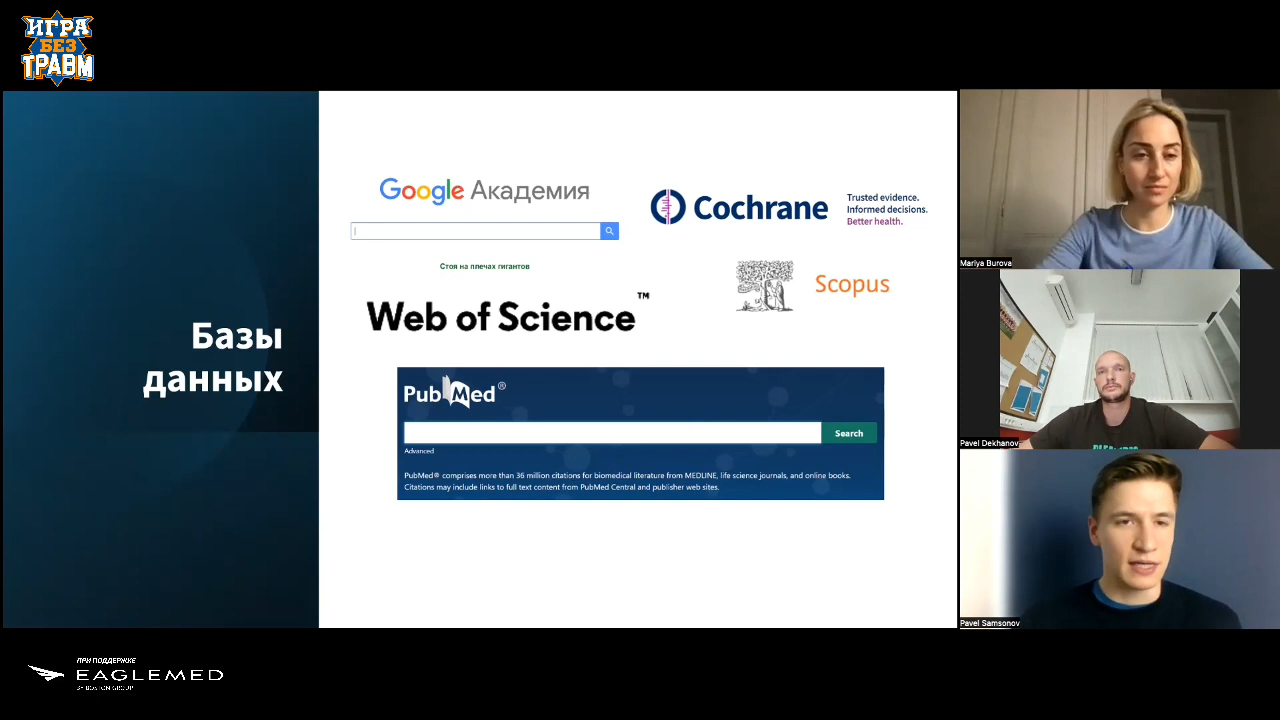 ИГРА
БЕЗ
ТРАВМ
Базы
данных
Google Академия
Стоя на плечах гигантов
Cochrane
Trusted evidence.
Informed decisions.
Better health.
Web of Science™
Scopus
PubMed®
Search
Advanced
PubMed® comprises more than 36 million citations for biomedical literature from MEDLINE, life science journals, and online books.
Citations may include links to full text content from PubMed Central and publisher web sites.
Mariya Burova
Pavel Dekhanov
Pavel Samsonov
ПРИ ПОДДЕРЖКЕ
EAGLEMED
BY BOSTON GROUP